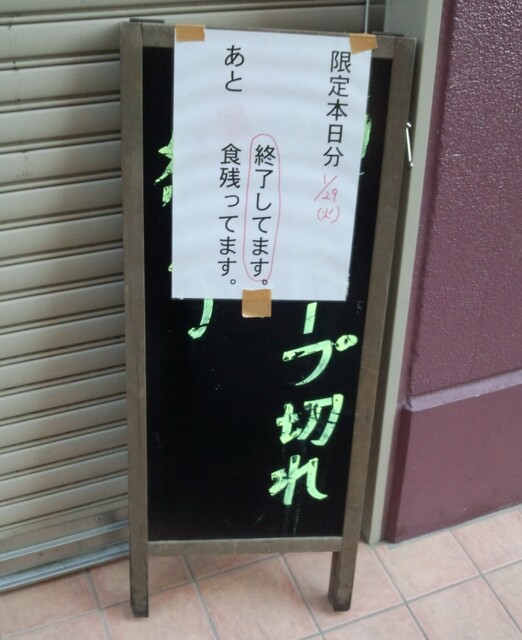 限定本日分 1/29(火)
終了してます。
あと 食残ってます。
ープ切れ